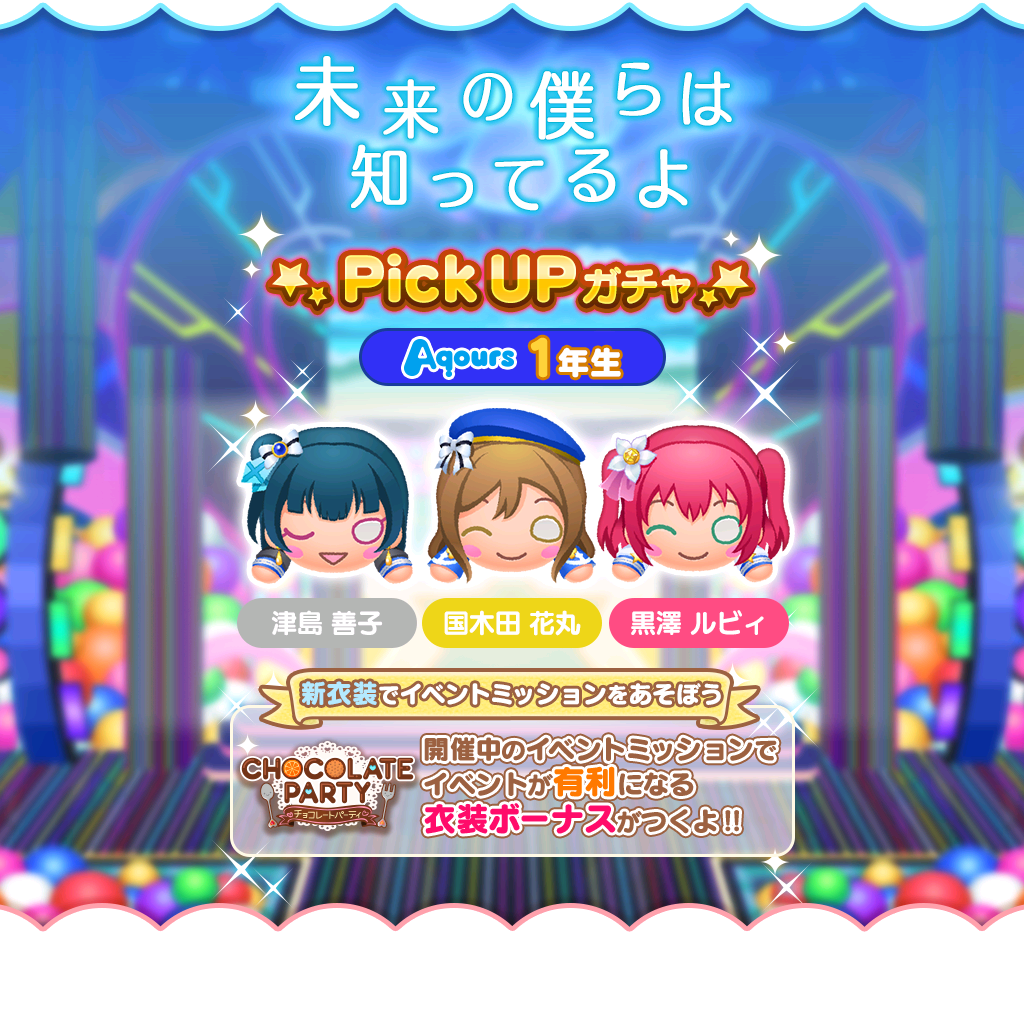 未来の僕らは
知ってるよ
Pick UPガチャ
Aqours 1年生
津島 善子
国木田 花丸
黒澤 ルビィ
新衣装でイベントミッションをあそぼう
CHOCOLATE
PARTY
チョコレートパーティ
開催中のイベントミッションで
イベントが有利になる
衣装ボーナスがつくよ!!